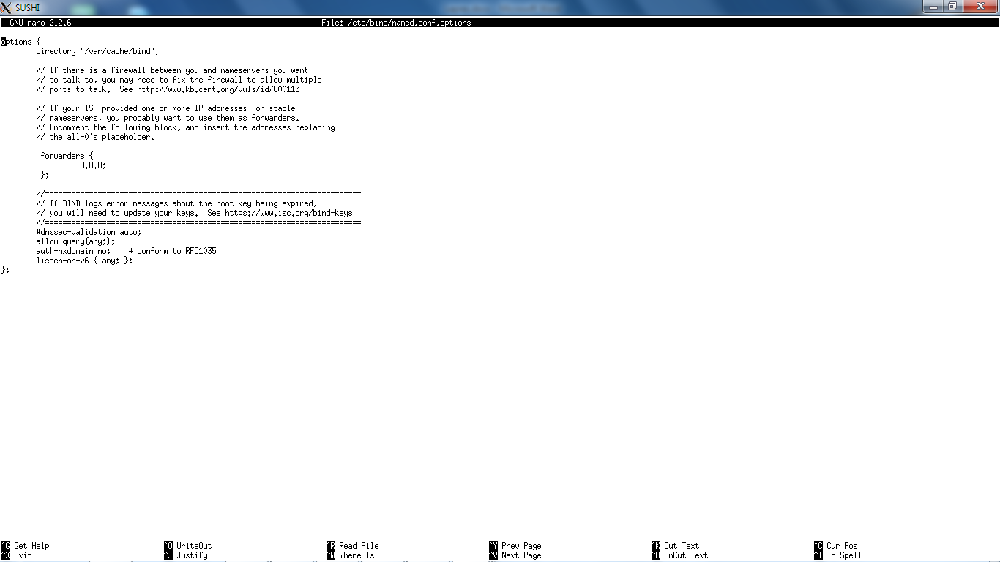 SUSHI
GNU nano 2.2.6 File: /etc/bind/named.conf.options
options {
directory "/var/cache/bind";
// If there is a firewall between you and nameservers you want
// to talk to, you may need to fix the firewall to allow multiple
// ports to talk.  See http://www.kb.cert.org/vuls/id/800113
// If your ISP provided one or more IP addresses for stable
// nameservers, you probably want to use them as forwarders.
// Uncomment the following block, and insert the addresses replacing
// the all-0's placeholder.
forwarders {
8.8.8.8;
};
//========================================================================
// If BIND logs error messages about the root key being expired,
// you will need to update your keys.  See https://www.isc.org/bind-keys
//========================================================================
#dnssec-validation auto;
allow-query{any;};
auth-nxdomain no;    # conform to RFC1035
listen-on-v6 { any; };
};
^G Get Help ^O WriteOut ^R Read File ^Y Prev Page ^K Cut Text ^C Cur Pos
^X Exit ^J Justify ^W Where Is ^V Next Page ^U UnCut Text ^T To Spell